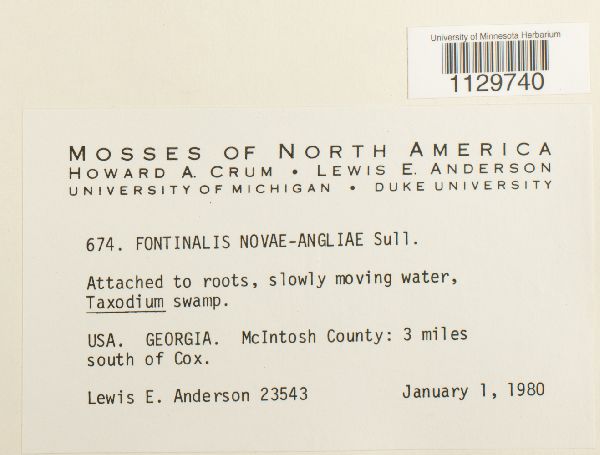 University of Minnesota Herbarium
1129740
MOSSES OF NORTH AMERICA
HOWARD A. CRUM • LEWIS E. ANDERSON
UNIVERSITY OF MICHIGAN • DUKE UNIVERSITY
674. FONTINALIS NOVAE-ANGLIAE Sull.
Attached to roots, slowly moving water,
Taxodium swamp.
USA. GEORGIA. McIntosh County: 3 miles
south of Cox.
Lewis E. Anderson 23543 January 1, 1980